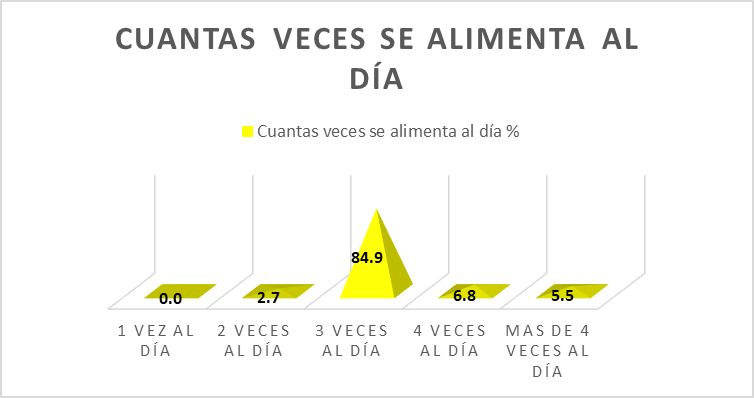 CUANTAS VECES SE ALIMENTA AL
DÍA
Cuantas veces se alimenta al día %
84.9
0.0
2.7
6.8
5.5
1 VEZ AL
DÍA
2 VECES
AL DÍA
3 VECES
AL DÍA
4 VECES
AL DÍA
MAS DE 4
VECES AL
DÍA